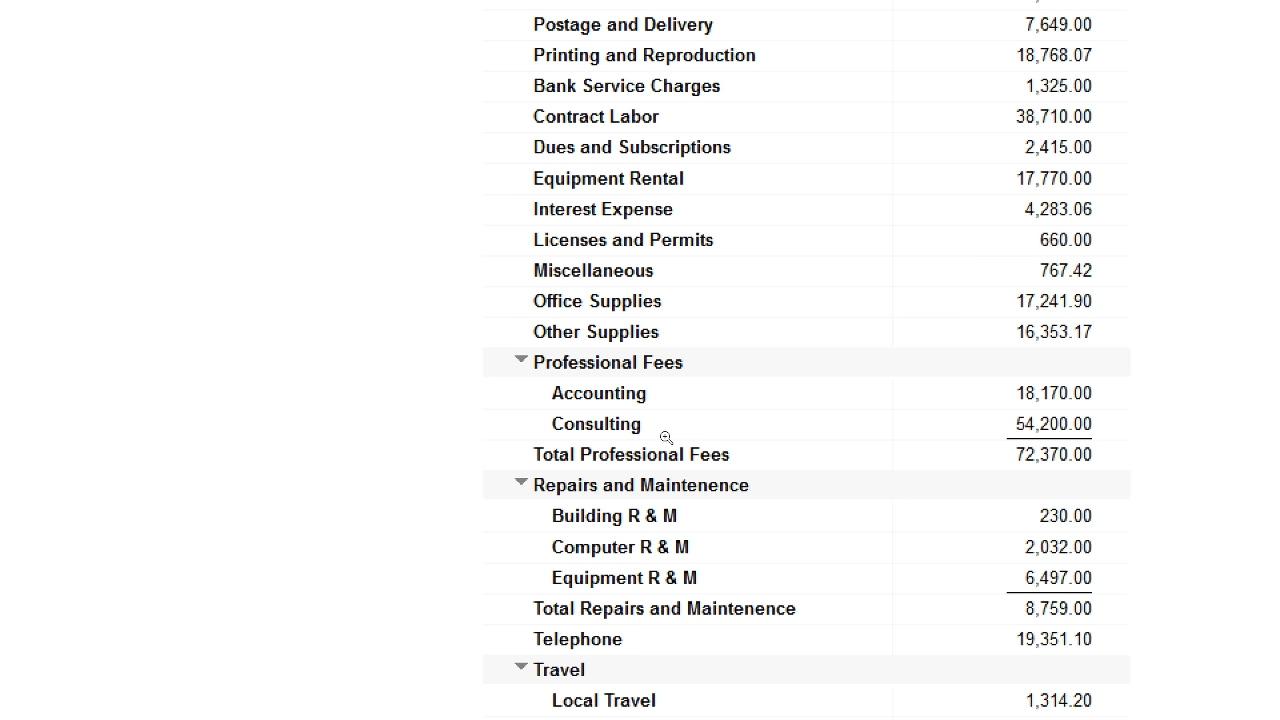 Postage and Delivery 7,649.00
Printing and Reproduction 18,768.07
Bank Service Charges 1,325.00
Contract Labor 38,710.00
Dues and Subscriptions 2,415.00
Equipment Rental 17,770.00
Interest Expense 4,283.06
Licenses and Permits 660.00
Miscellaneous 767.42
Office Supplies 17,241.90
Other Supplies 16,353.17
Professional Fees
Accounting 18,170.00
Consulting 54,200.00
Total Professional Fees 72,370.00
Repairs and Maintenence
Building R & M 230.00
Computer R & M 2,032.00
Equipment R & M 6,497.00
Total Repairs and Maintenence 8,759.00
Telephone 19,351.10
Travel
Local Travel 1,314.20